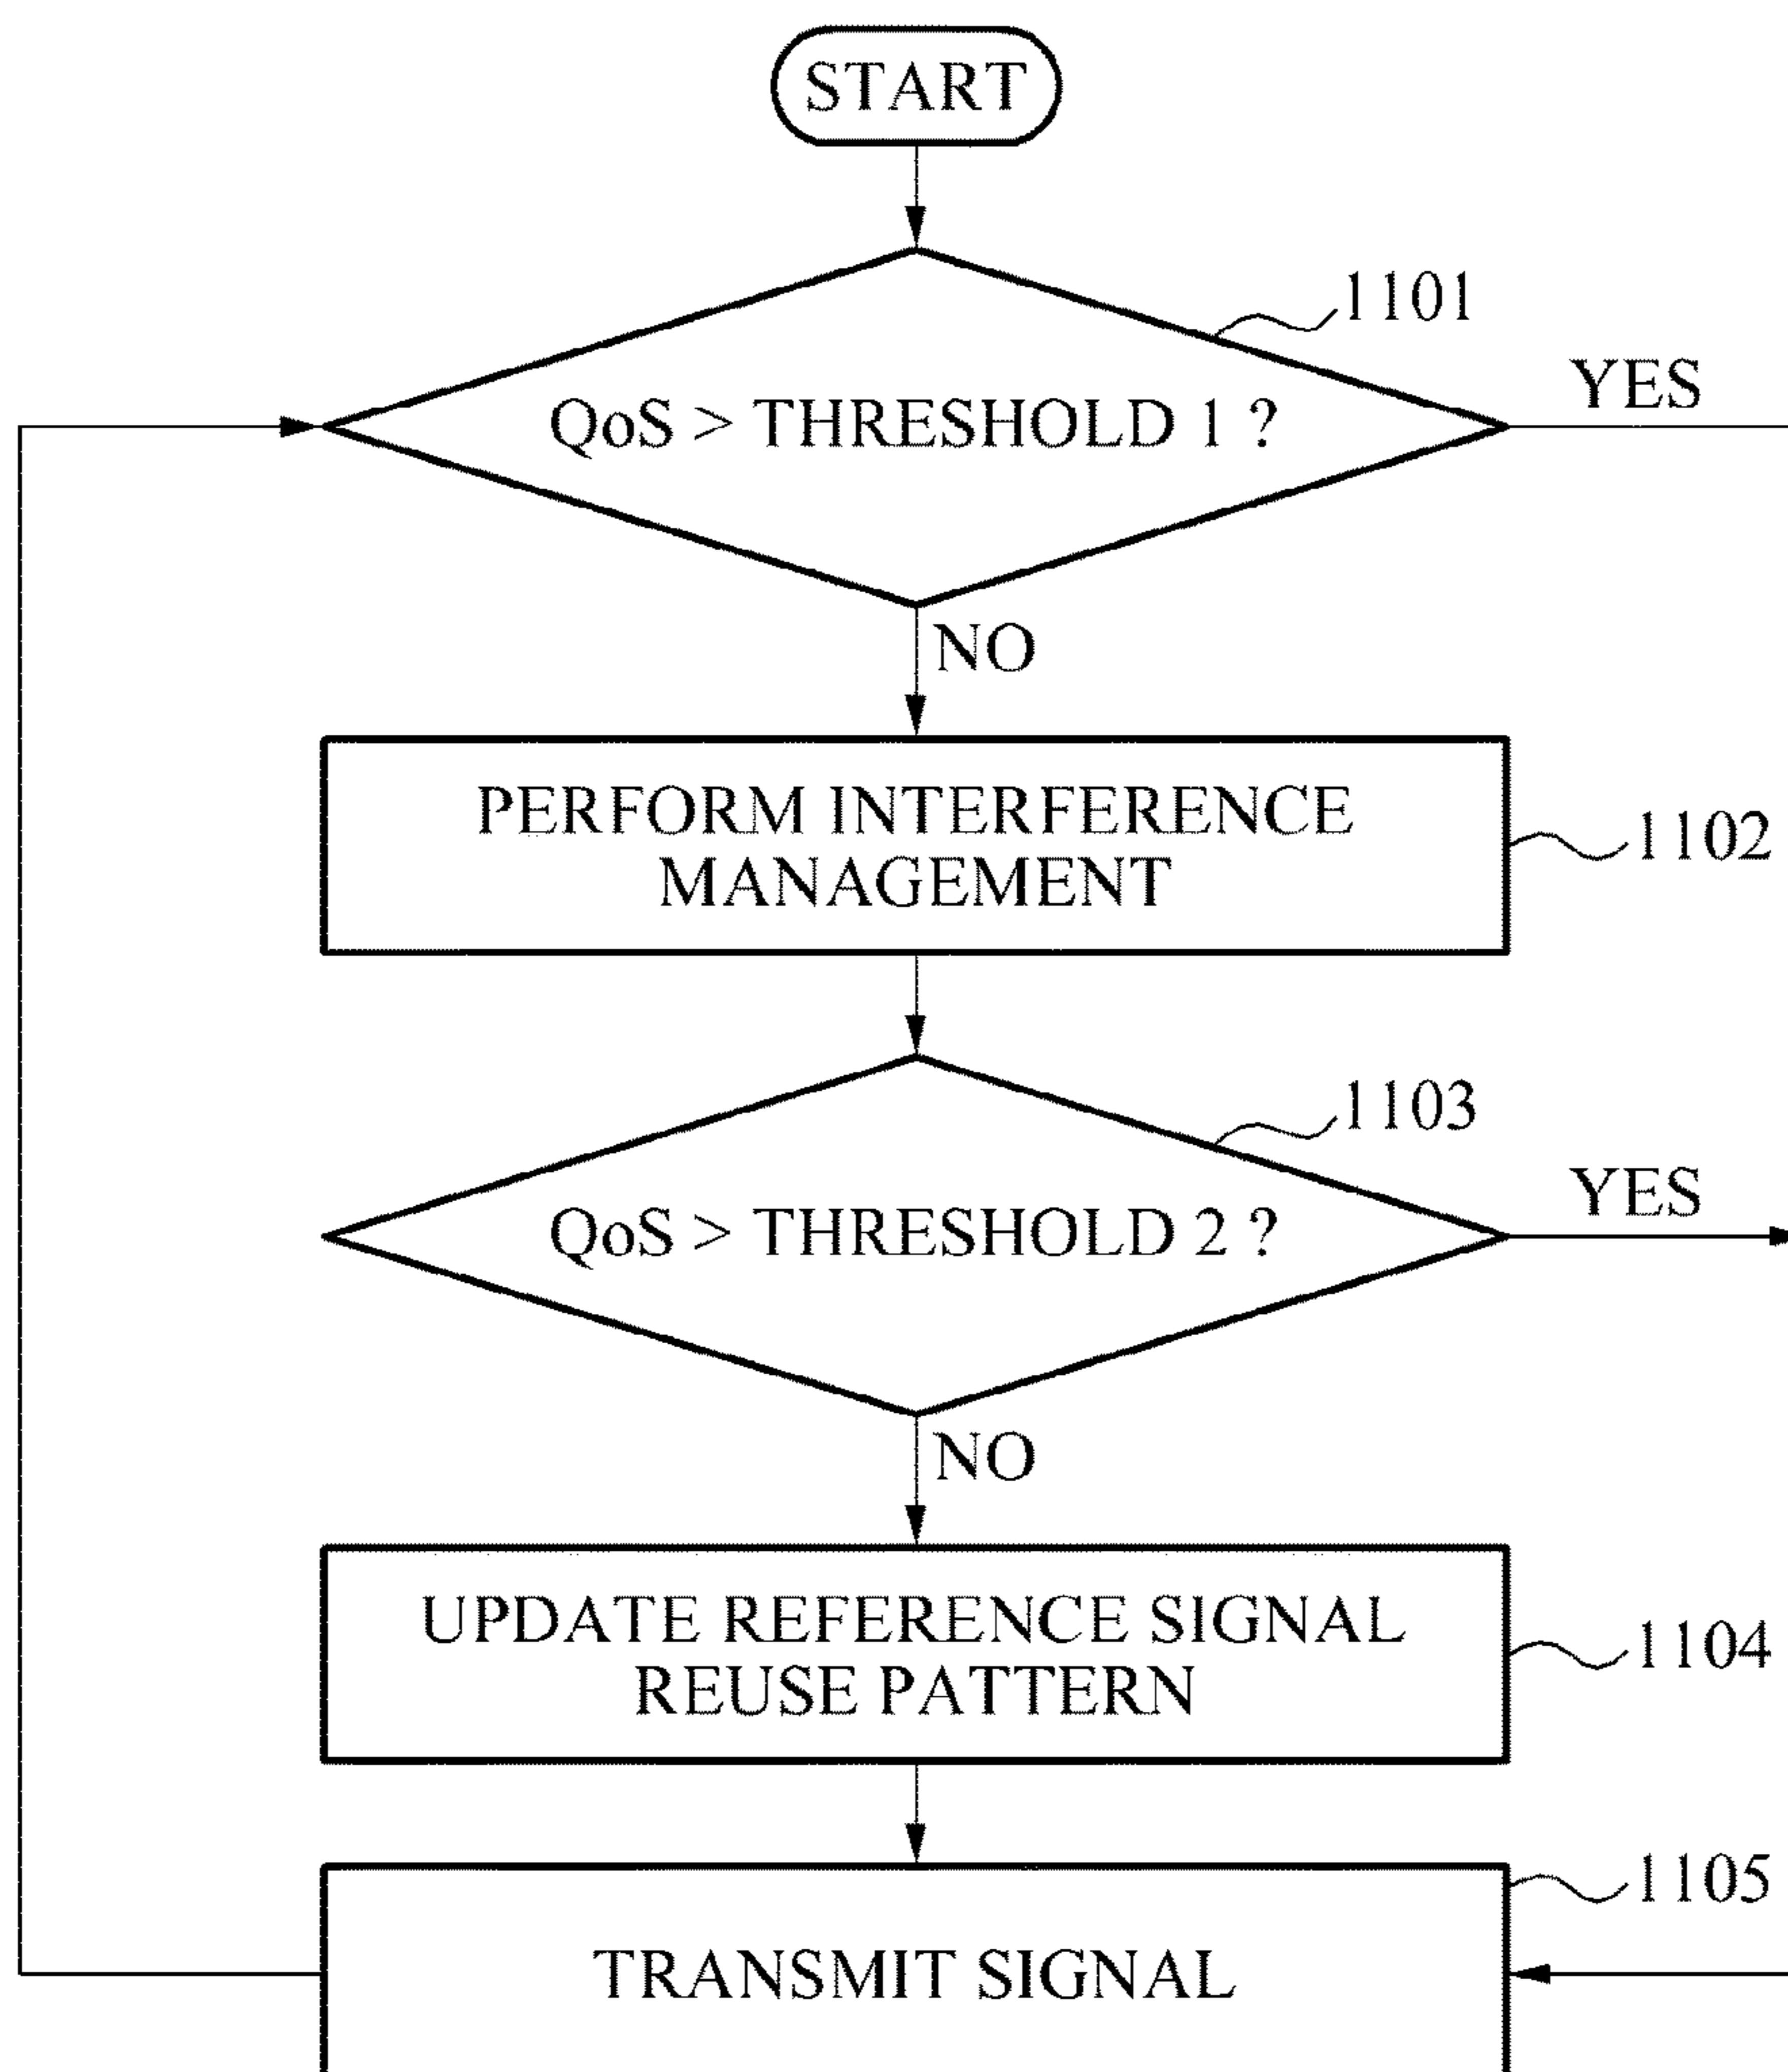 START
1101
YES
QoS > THRESHOLD 1 ?
NO
PERFORM INTERFERENCE
MANAGEMENT
1102
1103
YES
QoS > THRESHOLD 2 ?
NO
UPDATE REFERENCE SIGNAL
REUSE PATTERN
1104
1105
TRANSMIT SIGNAL